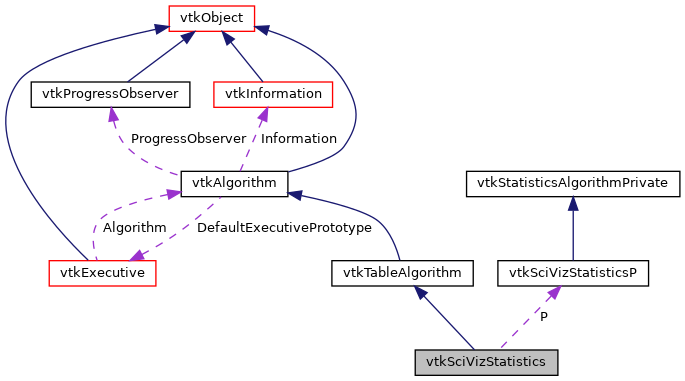 vtkObject
vtkProgressObserver
vtkInformation
ProgressObserver
Information
vtkAlgorithm
vtkStatisticsAlgorithmPrivate
Algorithm
DefaultExecutivePrototype
vtkExecutive
vtkTableAlgorithm
vtkSciVizStatisticsP
P
vtkSciVizStatistics